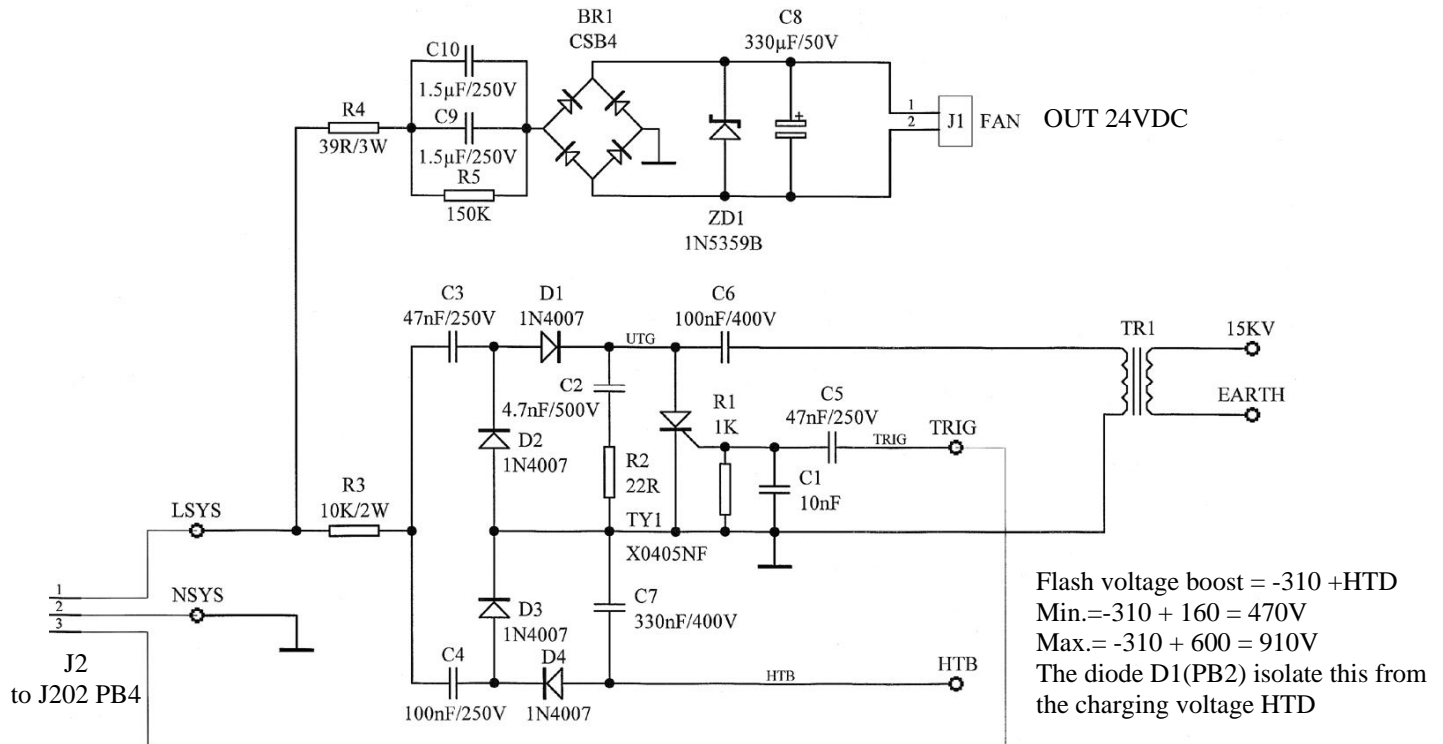 BR1
CSB4
C8
330µF/50V
C10
1.5µF/250V
R4
39R/3W
C9
1.5µF/250V
R5
150K
+
1
2
J1
FAN
OUT 24VDC
ZD1
1N5359B
C3
47nF/250V
D1
1N4007
UTG
C6
100nF/400V
TR1
15KV
EARTH
C2
4.7nF/500V
R1
1K
C5
47nF/250V
TRIG
TRIG
D2
1N4007
R2
22R
C1
10nF
R3
10K/2W
LSYS
TY1
X0405NF
NSYS
1
2
3
J2
to J202 PB4
D3
1N4007
C7
330nF/400V
C4
100nF/250V
D4
1N4007
HTB
HTB
Flash voltage boost = -310 +HTD
Min.=-310 + 160 = 470V
Max.= -310 + 600 = 910V
The diode D1(PB2) isolate this from
the charging voltage HTD